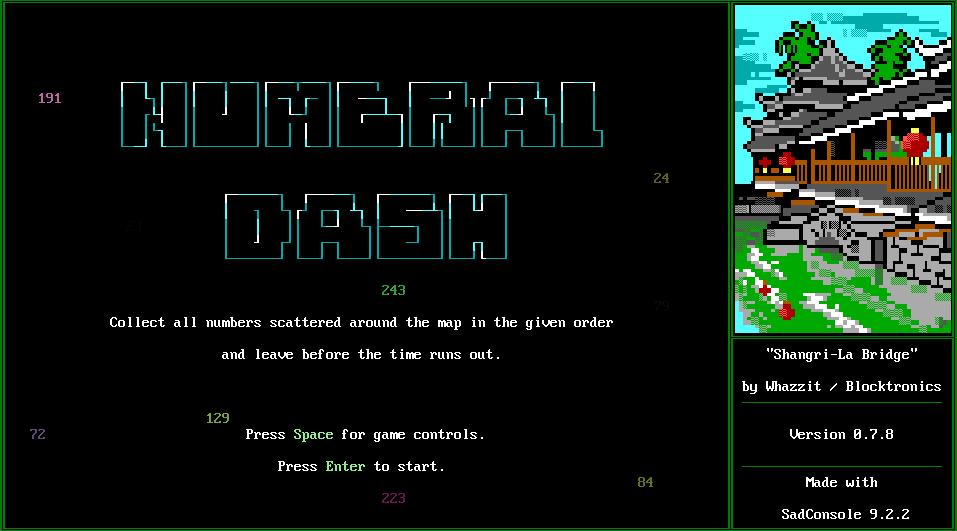 NUMERAL
DASH
191
24
243
79
Collect all numbers scattered around the map in the given order
and leave before the time runs out.
129
72
Press Space for game controls.
Press Enter to start.
84
223
"Shangri-La Bridge"
by Whazzit / Blocktronics
Version 0.7.8
Made with
SadConsole 9.2.2